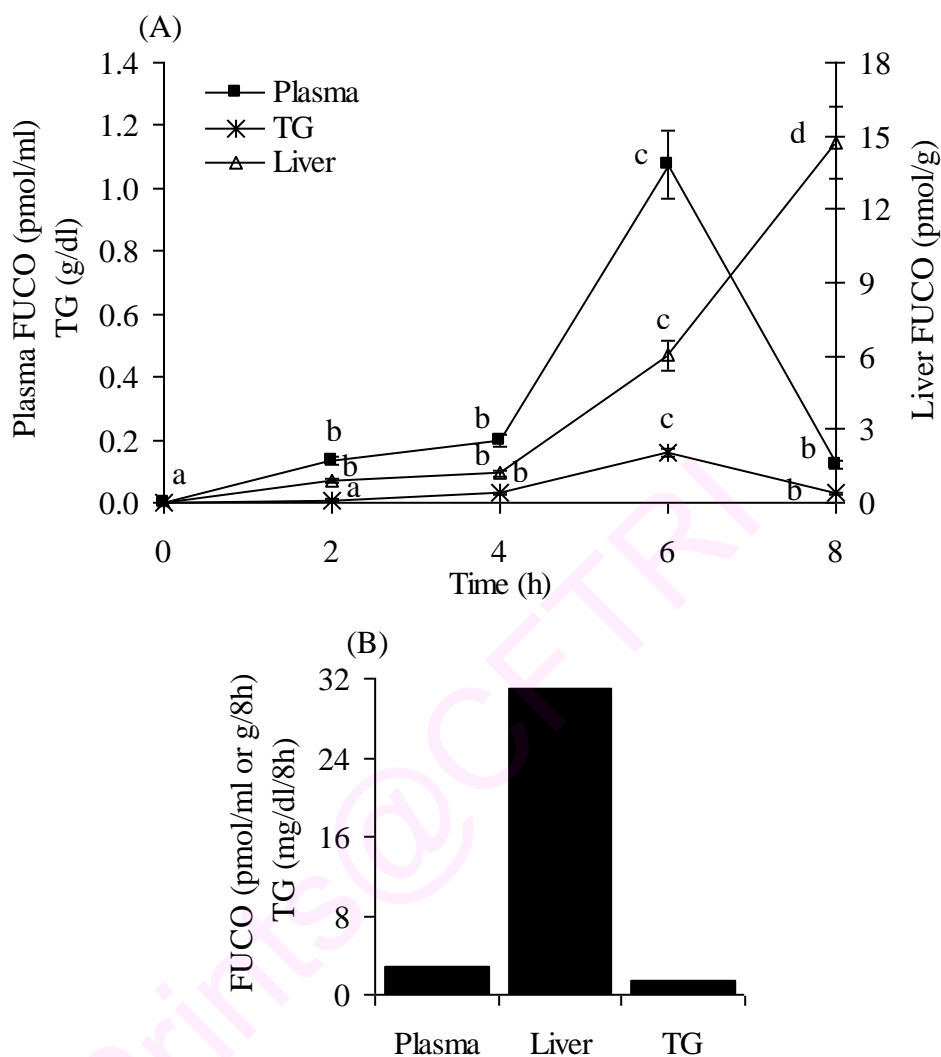 (A)
1.4
1.2
1.0
0.8
0.6
0.4
0.2
0.0
Plasma FUCO (pmol/ml)
TG (g/dl)
Plasma
TG
Liver
a
b
b
a
b
b
b
c
c
c
d
b
b
18
15
12
9
6
3
0
Liver FUCO (pmol/g)
0 2 4 6 8
Time (h)
(B)
32
24
16
8
0
FUCO (pmol/ml or g/8h)
TG (mg/dl/8h)
Plasma Liver TG
rints@CFTRI